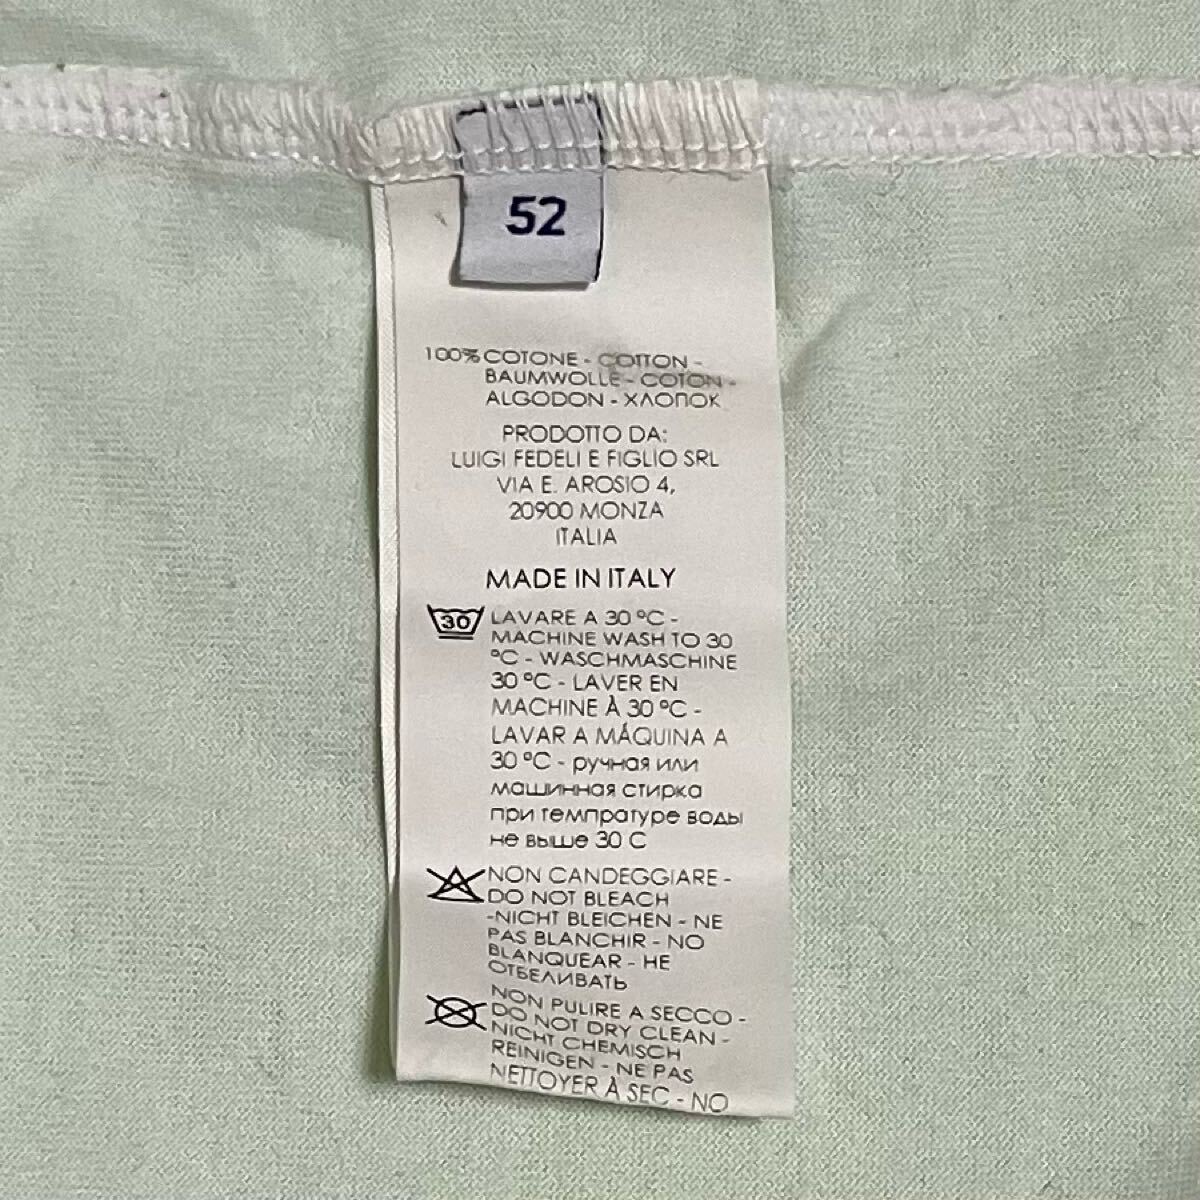 52
100% COTONE - COTTON -
BAUMWOLLE - COTON -
ALGODON - ХЛОПОК
PRODOTTO DA:
LUIGI FEDELI E FIGLIO SRL
VIA E. AROSIO 4,
20900 MONZA
ITALIA
MADE IN ITALY
30 LAVARE A 30 °C -
MACHINE WASH TO 30
°C - WASCHMASCHINE
30 °C - LAVER EN
MACHINE À 30 °C -
LAVAR A MÁQUINA A
30 °C - ручная или
машинная стирка
при темпратуре воды
не выше 30 С
NON CANDEGGIARE -
DO NOT BLEACH
-NICHT BLEICHEN - NE
PAS BLANCHIR - NO
BLANQUEAR - НЕ
ОТБЕЛИВАТЬ
NON PULIRE A SECCO -
DO NOT DRY CLEAN -
NICHT CHEMISCH
REINIGEN - NE PAS
NETTOYER À SEC - NO